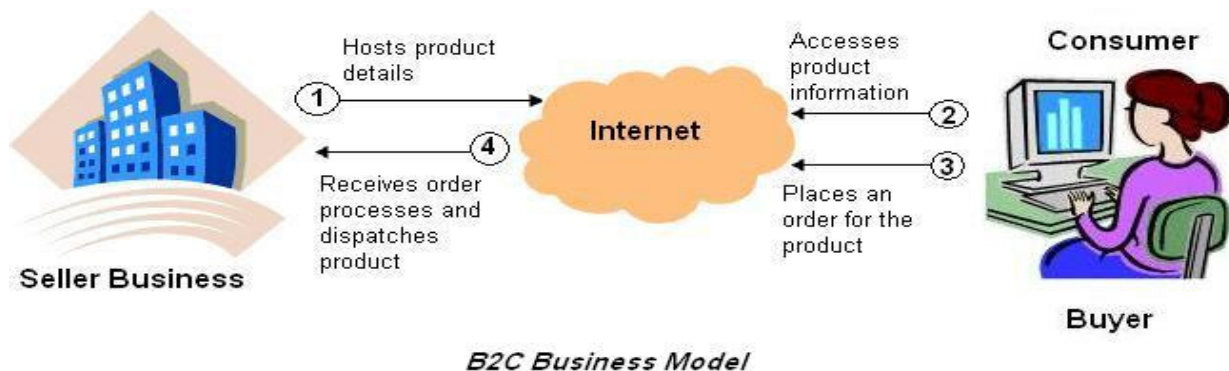 Hosts product
details
1
4
Receives order
processes and
dispatches
product
Seller Business
Internet
Accesses
product
information
2
3
Places an
order for the
product
Consumer
Buyer
B2C Business Model